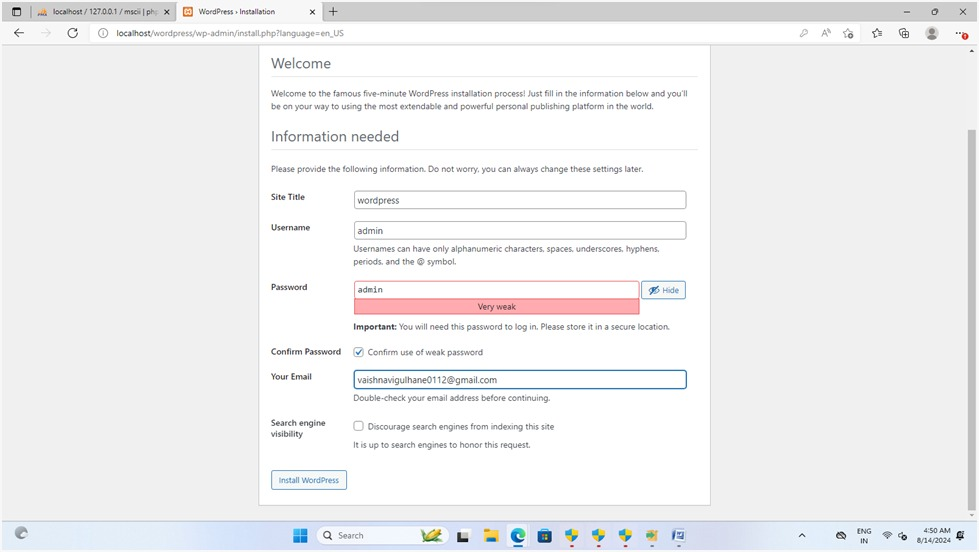 localhost / 127.0.0.1 / mscii | php
WordPress › Installation
localhost/wordpress/wp-admin/install.php?language=en_US
Welcome
Welcome to the famous five-minute WordPress installation process! Just fill in the information below and you'll
be on your way to using the most extendable and powerful personal publishing platform in the world.
Information needed
Please provide the following information. Do not worry, you can always change these settings later.
Site Title
wordpress
Username
admin
Usernames can have only alphanumeric characters, spaces, underscores, hyphens,
periods, and the @ symbol.
Password
admin
Hide
Very weak
Important: You will need this password to log in. Please store it in a secure location.
Confirm Password
Confirm use of weak password
Your Email
vaishnavigulhane0112@gmail.com
Double-check your email address before continuing.
Search engine
visibility
Discourage search engines from indexing this site
It is up to search engines to honor this request.
Install WordPress
Search
ENG
IN
4:50 AM
8/14/2024